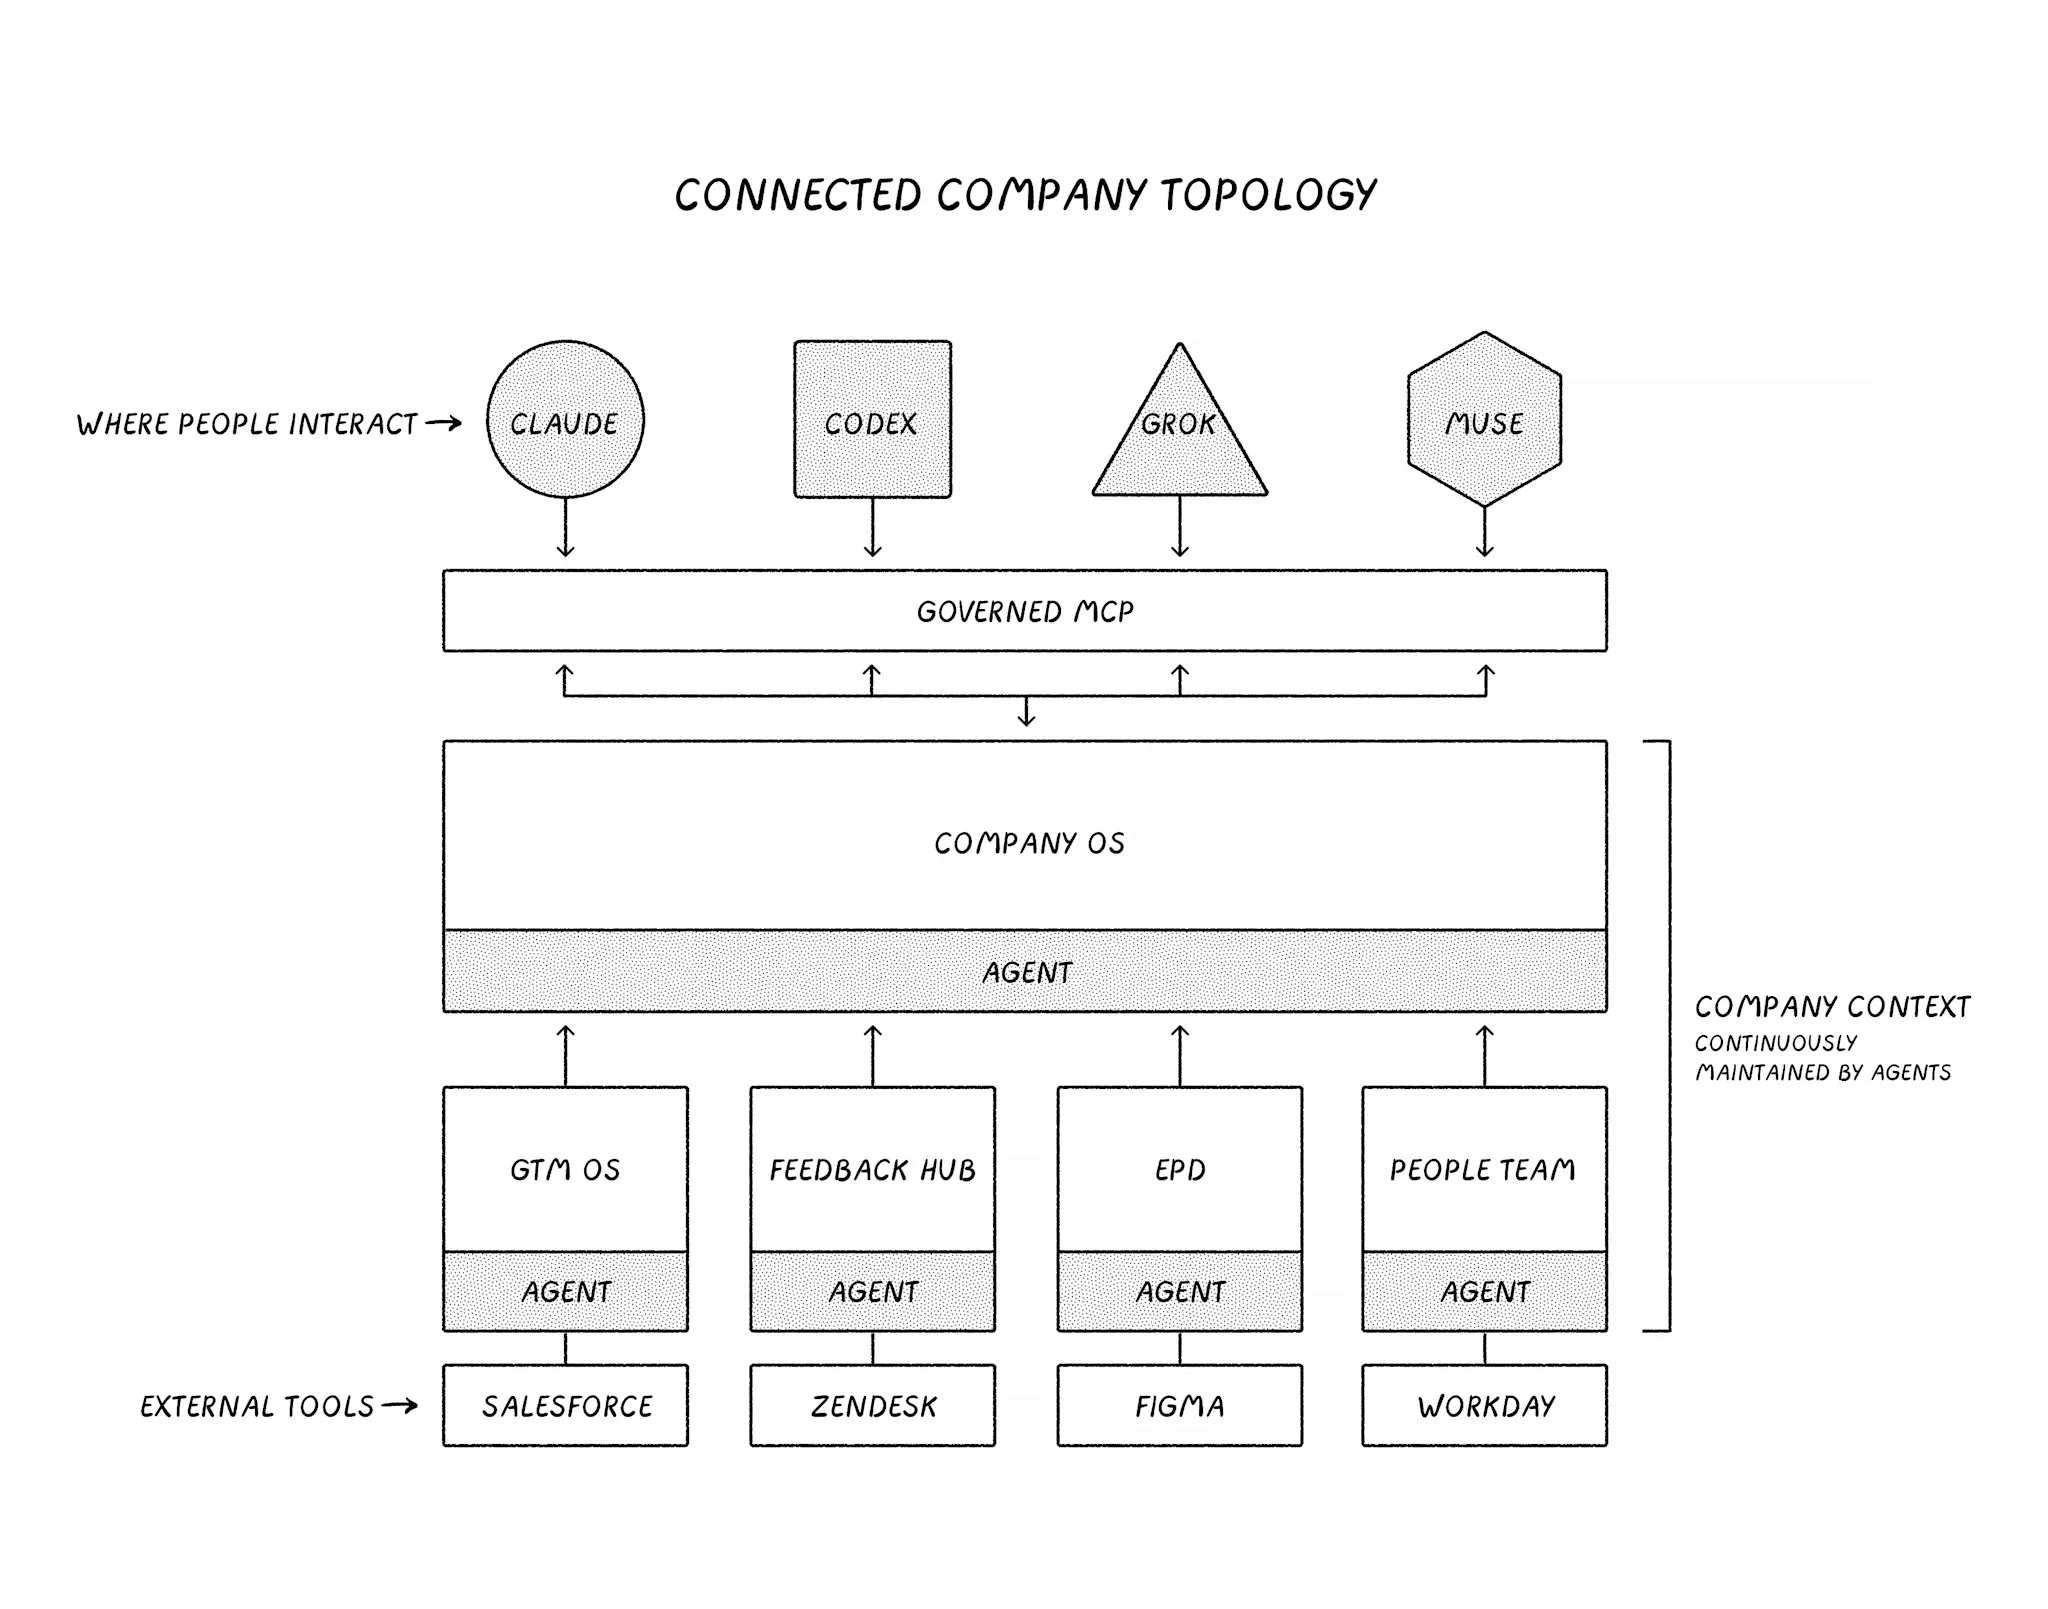 CONNECTED COMPANY TOPOLOGY
WHERE PEOPLE INTERACT →
CLAUDE
CODEX
GROK
MUSE
GOVERNED MCP
COMPANY OS
AGENT
COMPANY CONTEXT
CONTINUOUSLY
MAINTAINED BY AGENTS
GTM OS
FEEDBACK HUB
EPD
PEOPLE TEAM
AGENT
AGENT
AGENT
AGENT
EXTERNAL TOOLS →
SALESFORCE
ZENDESK
FIGMA
WORKDAY